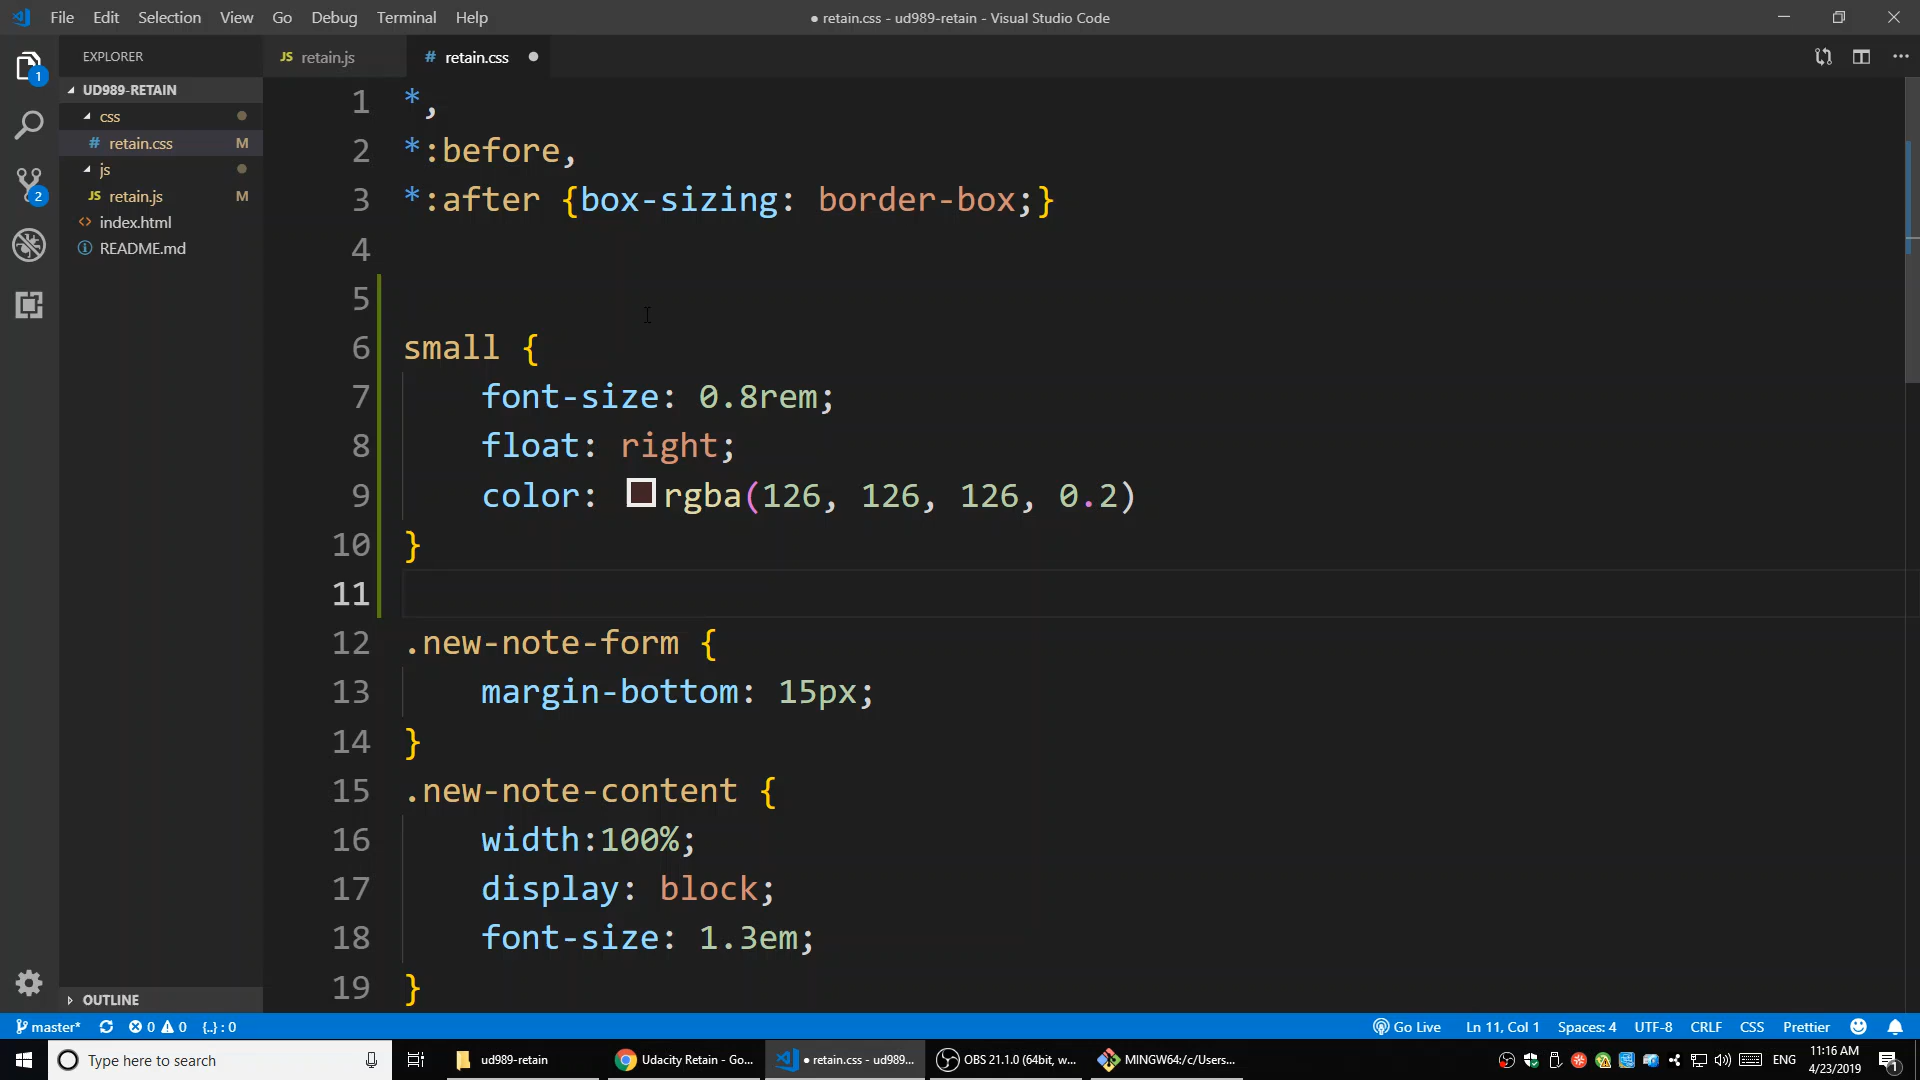 File Edit Selection View Go Debug Terminal Help
● retain.css - ud989-retain - Visual Studio Code
EXPLORER
JS retain.js
# retain.css ●
1
UD989-RETAIN
css
# retain.css M
js
JS retain.js M
<> index.html
README.md
2
1 *,
2 *:before,
3 *:after {box-sizing: border-box;}
4
5
6 small {
7 font-size: 0.8rem;
8 float: right;
9 color: rgba(126, 126, 126, 0.2)
10 }
11
12 .new-note-form {
13 margin-bottom: 15px;
14 }
15 .new-note-content {
16 width:100%;
17 display: block;
18 font-size: 1.3em;
19 }
OUTLINE
master* 0 0 {..} : 0
Go Live Ln 11, Col 1 Spaces: 4 UTF-8 CRLF CSS Prettier
Type here to search
ud989-retain
Udacity Retain - Go...
● retain.css - ud989...
OBS 21.1.0 (64bit, w...
MINGW64:/c/Users...
ENG
11:16 AM
4/23/2019
1